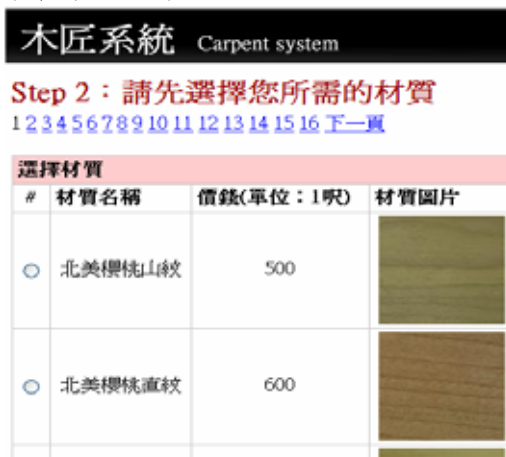 木匠系統 Carpent system
Step 2：請先選擇您所需的材質
1 2 3 4 5 6 7 8 9 10 11 12 13 14 15 16 下一頁
選擇材質
# 材質名稱 價錢(單位：1呎) 材質圖片
北美櫻桃山紋 500
北美櫻桃直紋 600